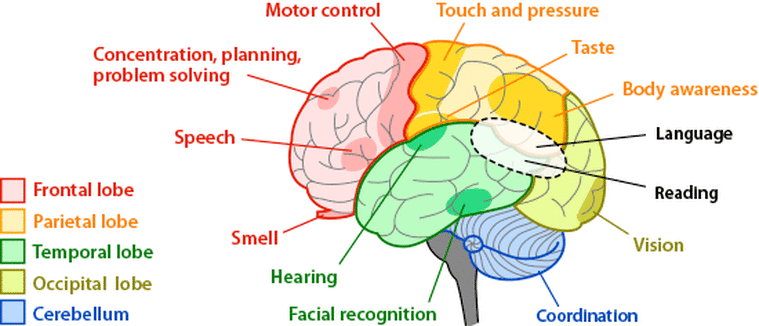 Motor control
Touch and pressure
Concentration, planning,
problem solving
Taste
Body awareness
Speech
Language
Reading
Frontal lobe
Parietal lobe
Temporal lobe
Occipital lobe
Cerebellum
Smell
Vision
Hearing
Facial recognition
Coordination